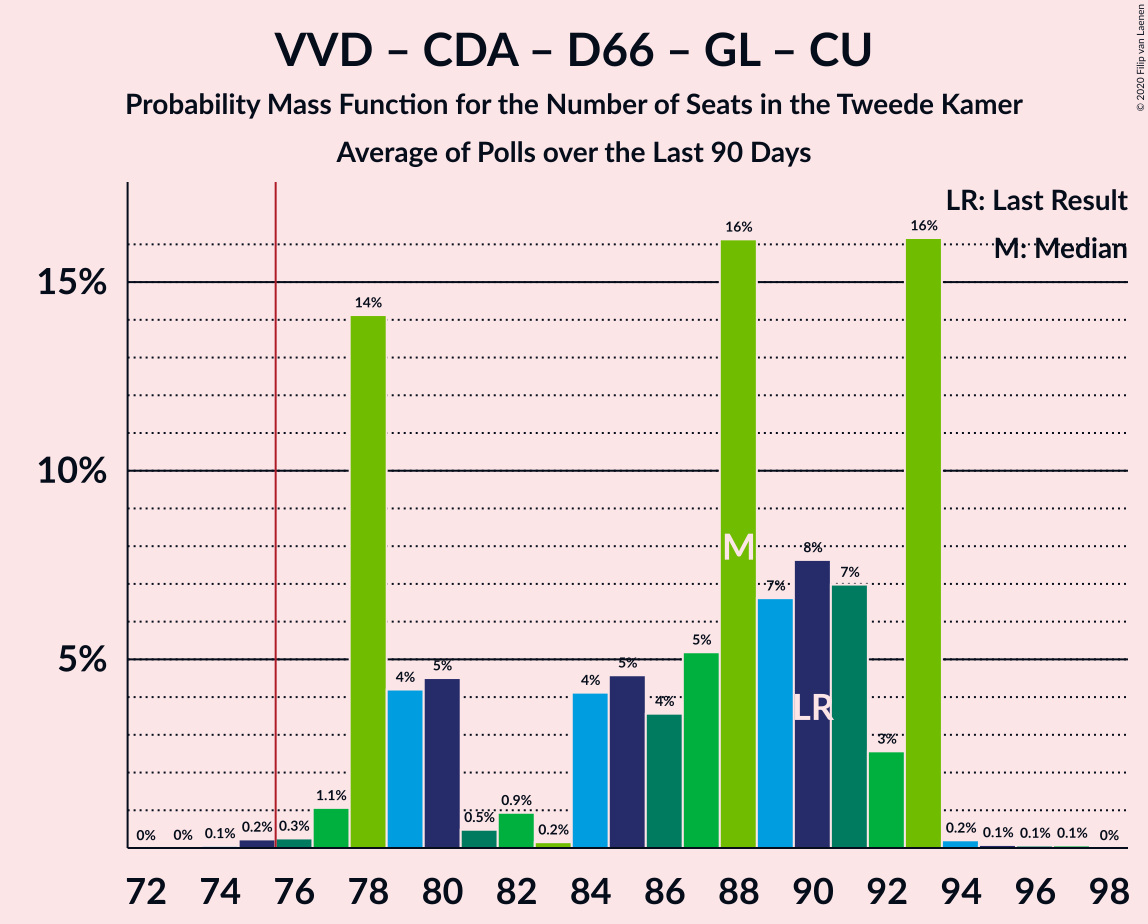 VVD – CDA – D66 – GL – CU
Probability Mass Function for the Number of Seats in the Tweede Kamer
Average of Polls over the Last 90 Days
© 2020 Filip van Laenen
LR: Last Result
M: Median
15%
10%
5%
0% 0% 0.1% 0.2% 0.3% 1.1% 14% 4% 5% 0.5% 0.9% 0.2% 4% 5% 4% 5% 16% 7% 8% 7% 3% 16% 0.2% 0.1% 0.1% 0.1% 0%
M
LR
72 74 76 78 80 82 84 86 88 90 92 94 96 98